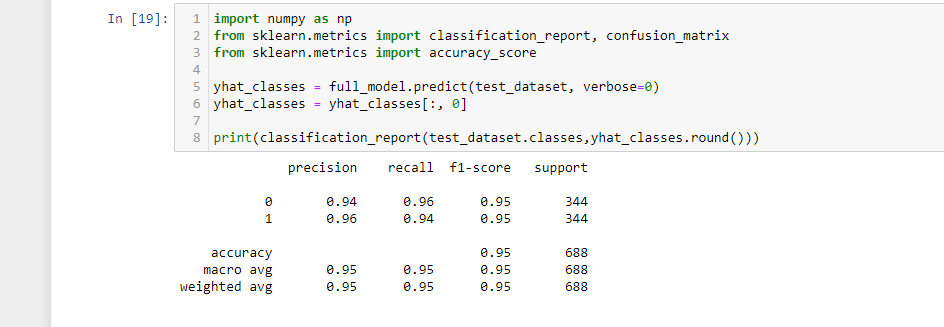 In [19]:
1 import numpy as np
2 from sklearn.metrics import classification_report, confusion_matrix
3 from sklearn.metrics import accuracy_score
4
5 yhat_classes = full_model.predict(test_dataset, verbose=0)
6 yhat_classes = yhat_classes[:, 0]
7
8 print(classification_report(test_dataset.classes,yhat_classes.round()))
precision recall f1-score support
0 0.94 0.96 0.95 344
1 0.96 0.94 0.95 344
accuracy 0.95 688
macro avg 0.95 0.95 0.95 688
weighted avg 0.95 0.95 0.95 688